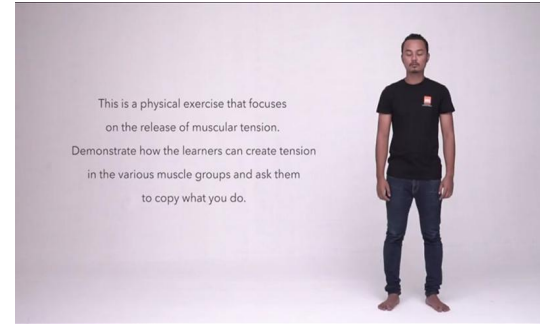 This is a physical exercise that focuses
on the release of muscular tension.
Demonstrate how the learners can create tension
in the various muscle groups and ask them
to copy what you do.